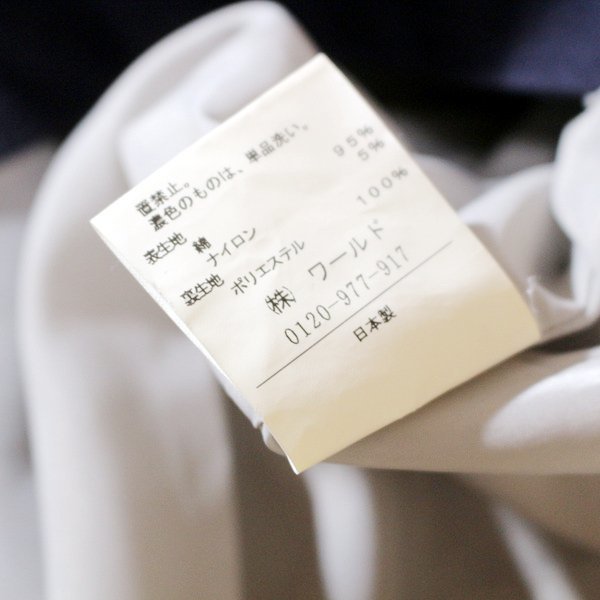 置禁止。
濃色のものは、単品洗い。
表生地 綿 95%
ナイロン 5%
裏生地 ポリエステル 100%
㈱ ワールド
0120-977-917
日本製